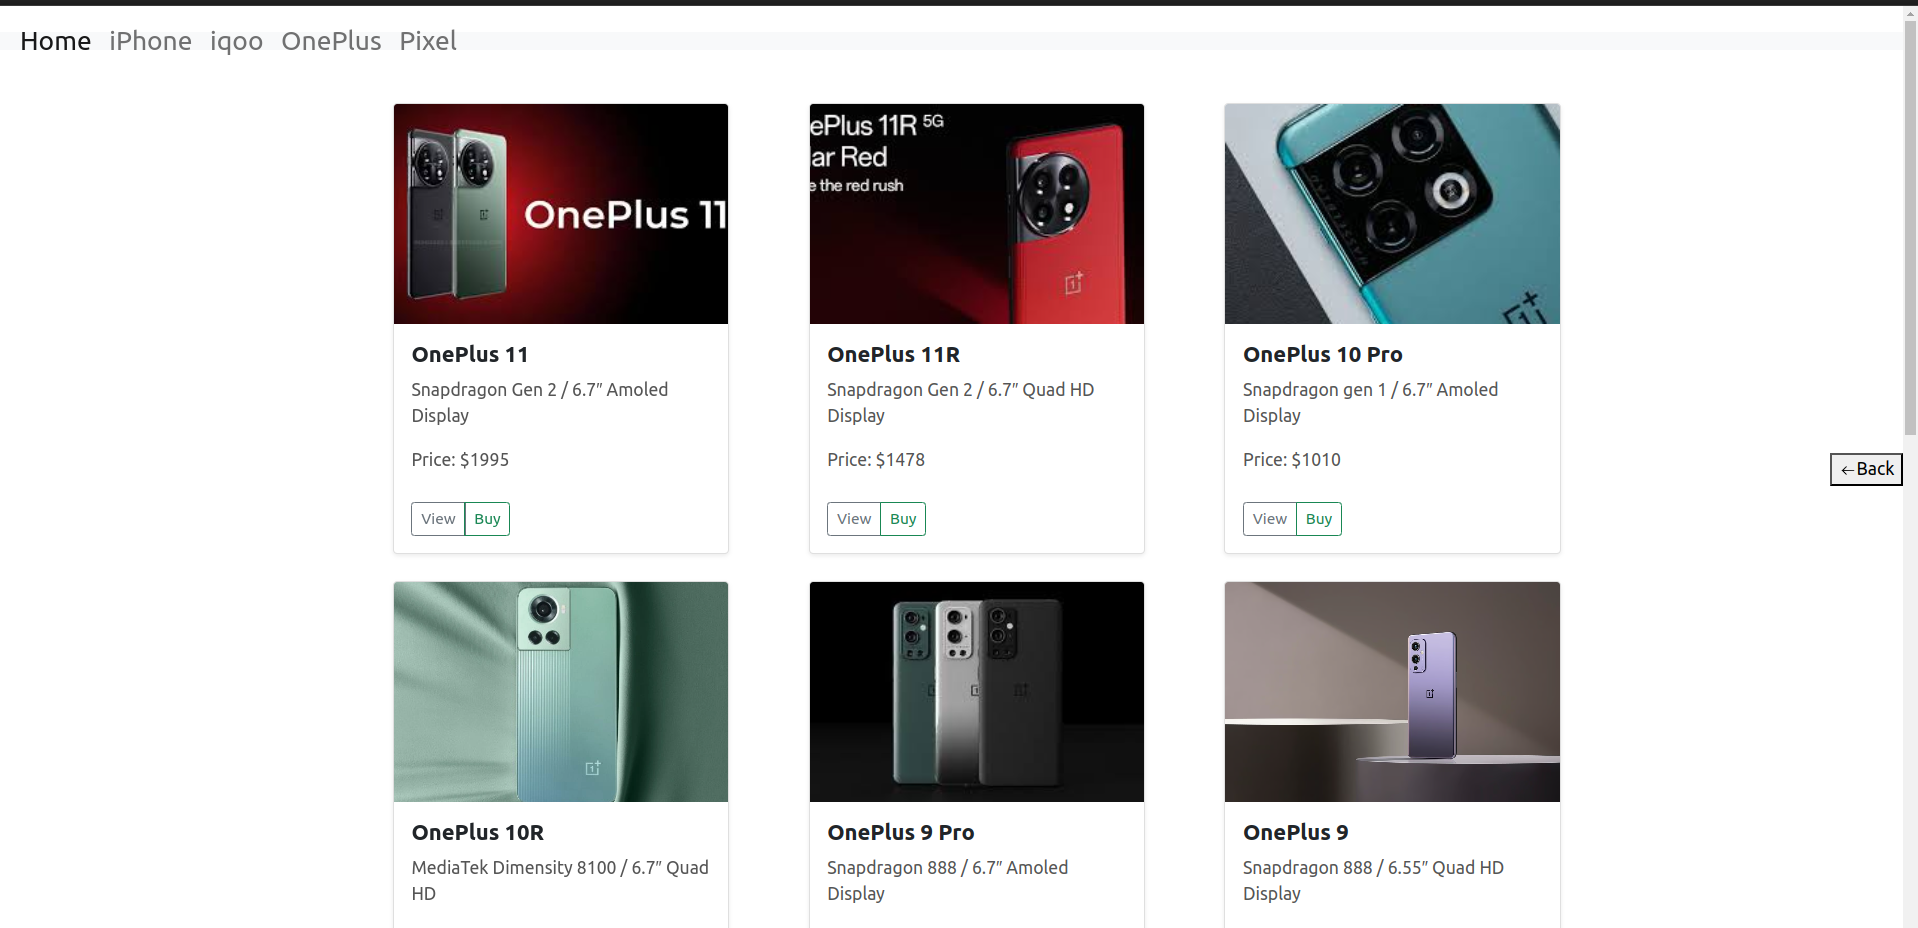 Home iPhone iqoo OnePlus Pixel
OnePlus 11
ePlus 11R 5G
lar Red
e the red rush
HASSELBLAD
OnePlus 11
Snapdragon Gen 2 / 6.7" Amoled
Display
Price: $1995
View Buy
OnePlus 11R
Snapdragon Gen 2 / 6.7" Quad HD
Display
Price: $1478
View Buy
OnePlus 10 Pro
Snapdragon gen 1 / 6.7" Amoled
Display
Price: $1010
View Buy
←Back
OnePlus 10R
MediaTek Dimensity 8100 / 6.7" Quad
HD
OnePlus 9 Pro
Snapdragon 888 / 6.7" Amoled
Display
OnePlus 9
Snapdragon 888 / 6.55" Quad HD
Display